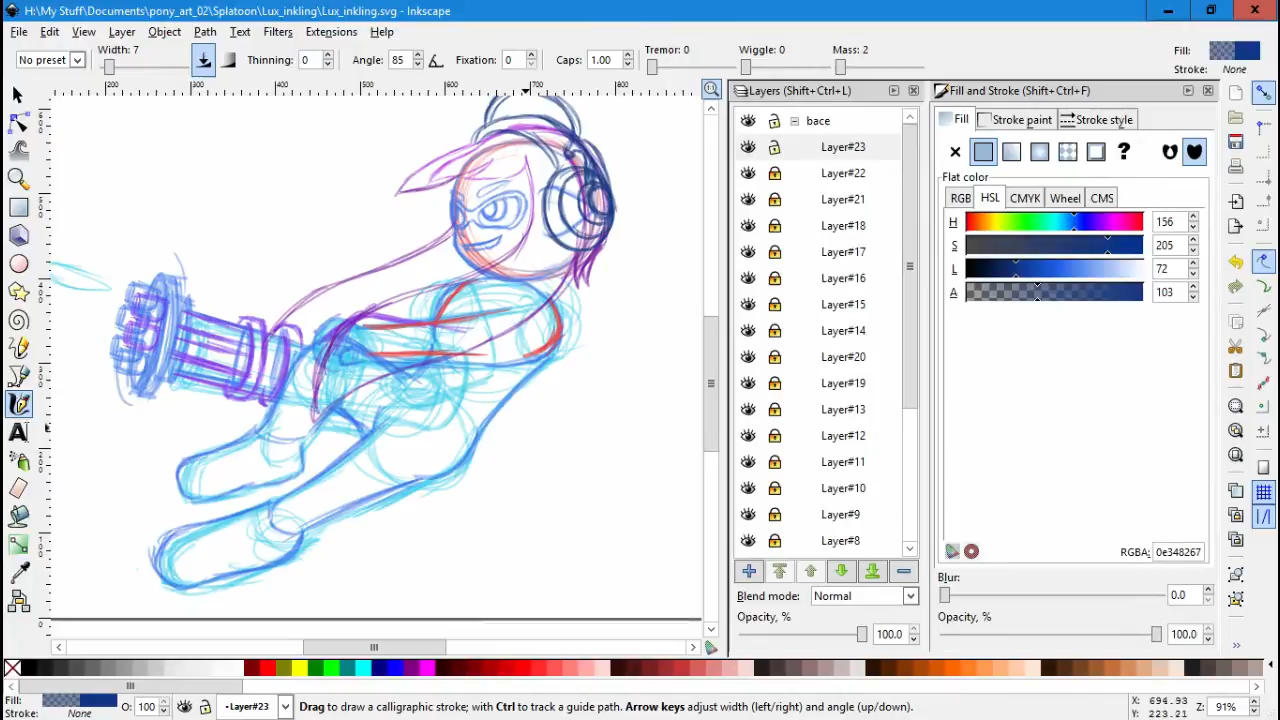 H:\My Stuff\Documents\pony_art_02\Splatoon\Lux_inkling\Lux_inkling.svg - Inkscape
File Edit View Layer Object Path Filters Text Extensions Help
No preset Width: 7 Thinning: 0 Angle: 85 Fixation: 0 Caps: 1.00 Tremor: 0 Wiggle: 0 Mass: 2 Fill: Stroke: None
200 300 400 500 600 700 800
Layers (Shift+Ctrl+L)
bace
Layer#23
Layer#22
Layer#21
Layer#18
Layer#17
Layer#16
Layer#15
Layer#14
Layer#20
Layer#19
Layer#13
Layer#12
Layer#11
Layer#10
Layer#9
Layer#8
Blend mode: Normal
Opacity, % 100.0
Fill and Stroke (Shift+Ctrl+F)
Fill Stroke paint Stroke style
?
Flat color
RGB HSL CMYK Wheel CMS
H 156
S 205
L 72
A 103
RGBA: 0e348267
Blur:
0.0
Opacity, %
100.0
Fill: Stroke: None O: 100 •Layer#23 Drag to draw a calligraphic stroke; with Ctrl to track a guide path. Arrow keys adjust width (left/right) and angle (up/down). X: 694.93 Y: 223.21 Z: 91%